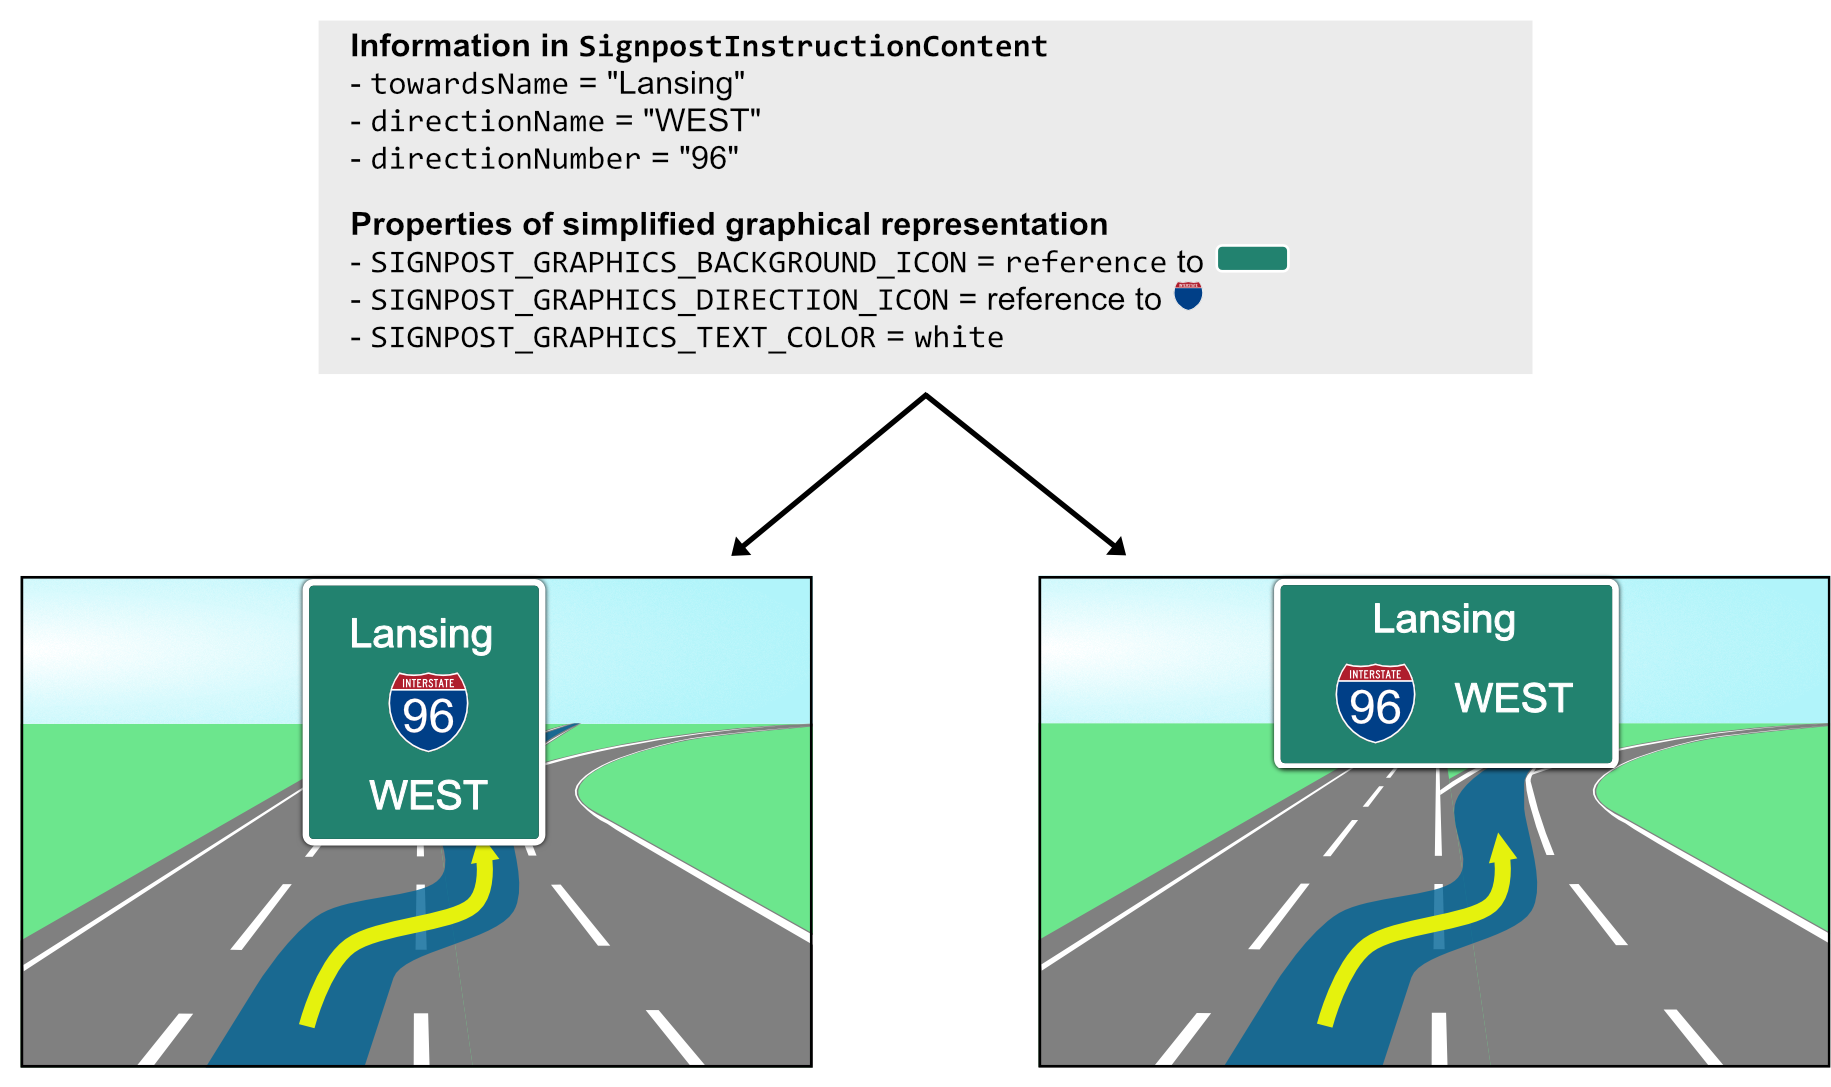 Information in SignpostInstructionContent
- towardsName = "Lansing"
- directionName = "WEST"
- directionNumber = "96"
Properties of simplified graphical representation
- SIGNPOST_GRAPHICS_BACKGROUND_ICON = reference to
- SIGNPOST_GRAPHICS_DIRECTION_ICON = reference to
- SIGNPOST_GRAPHICS_TEXT_COLOR = white
Lansing
INTERSTATE
96
WEST
Lansing
INTERSTATE
96 WEST